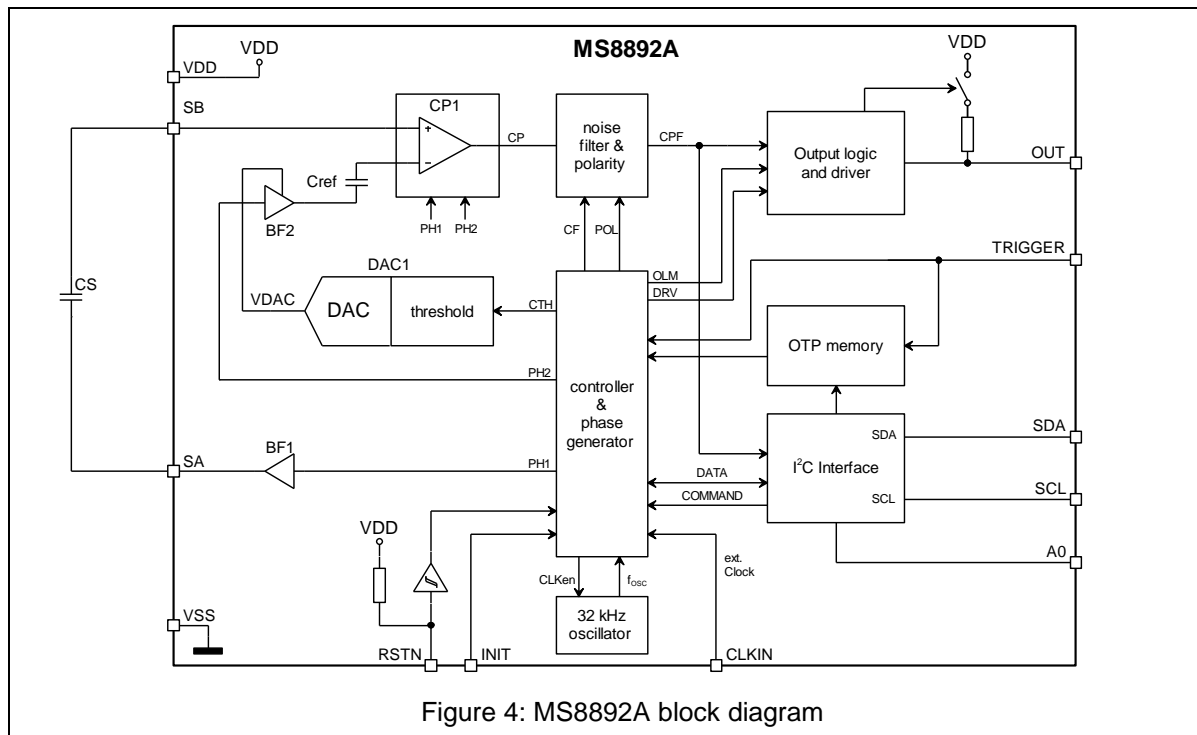 MS8892A
VDD
VDD
VDD
SB
CP1
+
−
CP
noise
filter &
polarity
CPF
Output logic
and driver
OUT
Cref
BF2
PH1
PH2
CF
POL
TRIGGER
CS
DAC1
VDAC
DAC
threshold
CTH
OLM
DRV
OTP memory
PH2
controller
&
phase
generator
SDA
SDA
I²C Interface
SA
BF1
PH1
DATA
COMMAND
SCL
SCL
VDD
A0
ext.
Clock
CLKen
fOSC
VSS
32 kHz
oscillator
RSTN
INIT
CLKIN
Figure 4: MS8892A block diagram